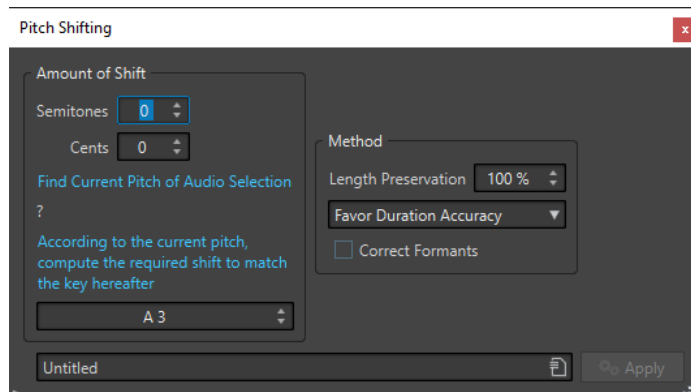 Pitch Shifting
x
Amount of Shift
Semitones 0
Cents 0
Find Current Pitch of Audio Selection
?
According to the current pitch,
compute the required shift to match
the key hereafter
A 3
Method
Length Preservation 100 %
Favor Duration Accuracy
Correct Formants
Untitled
Apply